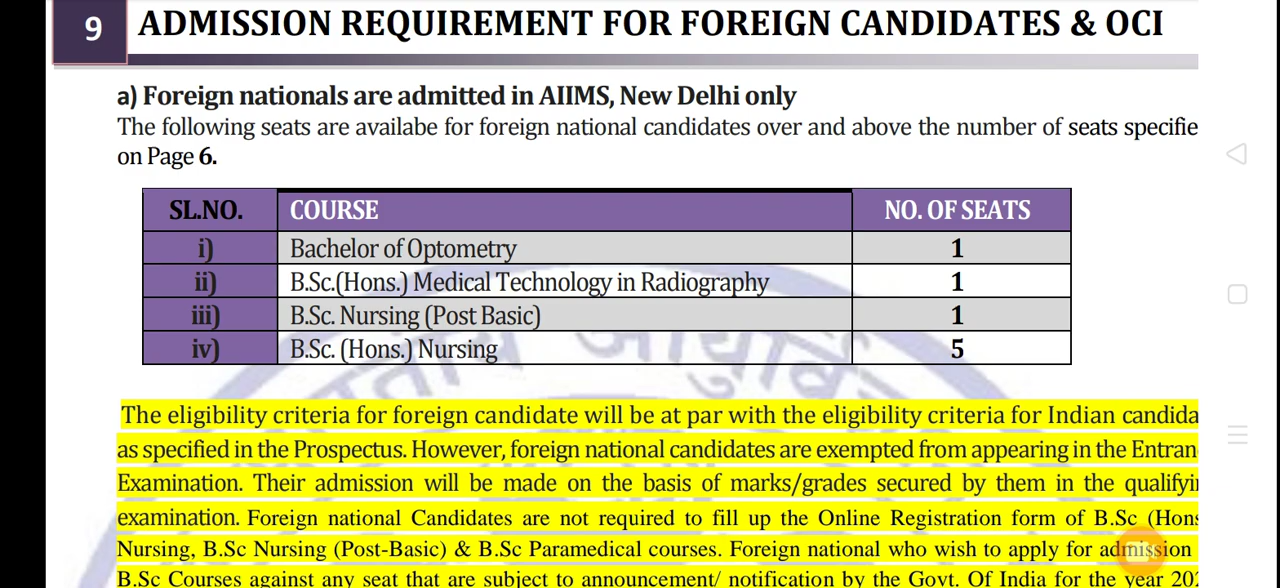 9 ADMISSION REQUIREMENT FOR FOREIGN CANDIDATES & OCI
a) Foreign nationals are admitted in AIIMS, New Delhi only
The following seats are availabe for foreign national candidates over and above the number of seats specifie
on Page 6.
SL.NO. COURSE NO. OF SEATS
i) Bachelor of Optometry 1
ii) B.Sc.(Hons.) Medical Technology in Radiography 1
iii) B.Sc. Nursing (Post Basic) 1
iv) B.Sc. (Hons.) Nursing 5
The eligibility criteria for foreign candidate will be at par with the eligibility criteria for Indian candida
as specified in the Prospectus. However, foreign national candidates are exempted from appearing in the Entran
Examination. Their admission will be made on the basis of marks/grades secured by them in the qualifyin
examination. Foreign national Candidates are not required to fill up the Online Registration form of B.Sc (Hons
Nursing, B.Sc Nursing (Post-Basic) & B.Sc Paramedical courses. Foreign national who wish to apply for admission
B.Sc Courses against any seat that are subject to announcement/ notification by the Govt. Of India for the year 202